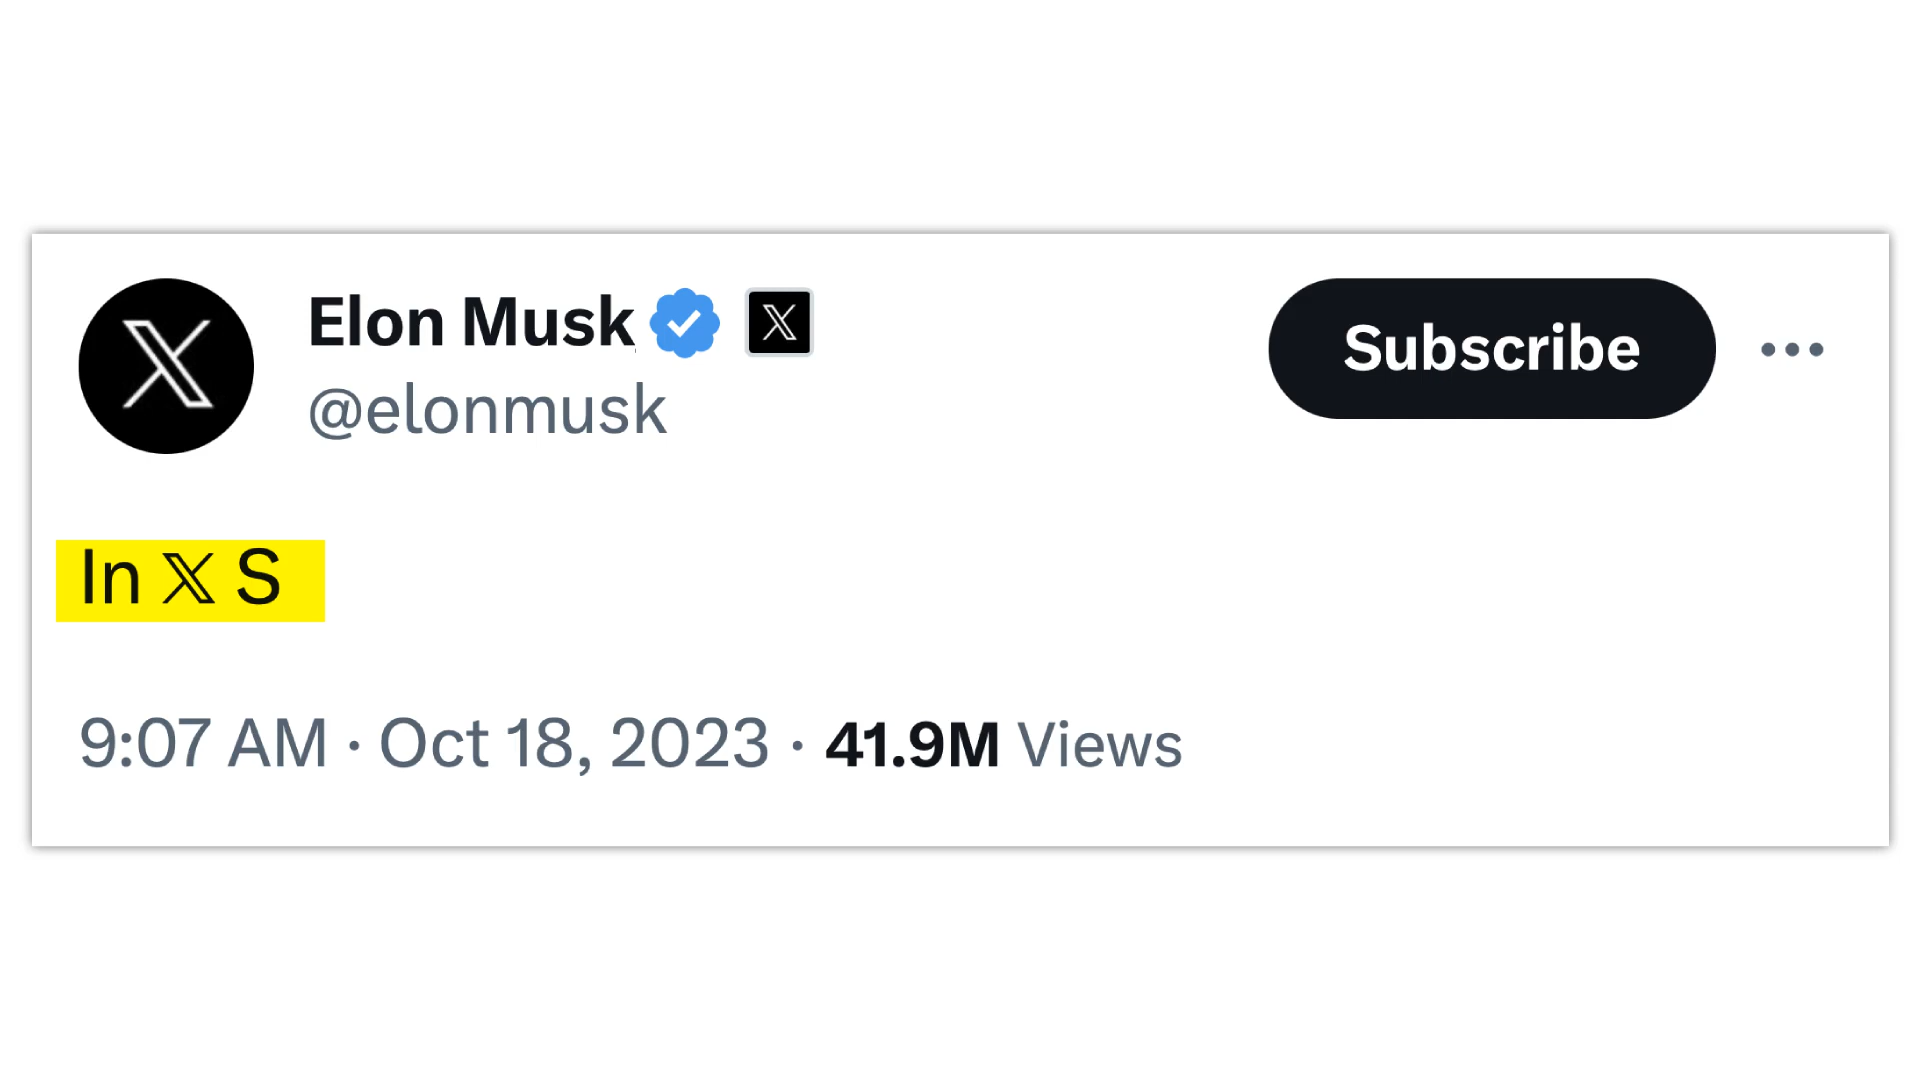 Elon Musk
@elonmusk
Subscribe
In 𝕏 S
9:07 AM · Oct 18, 2023 · 41.9M Views